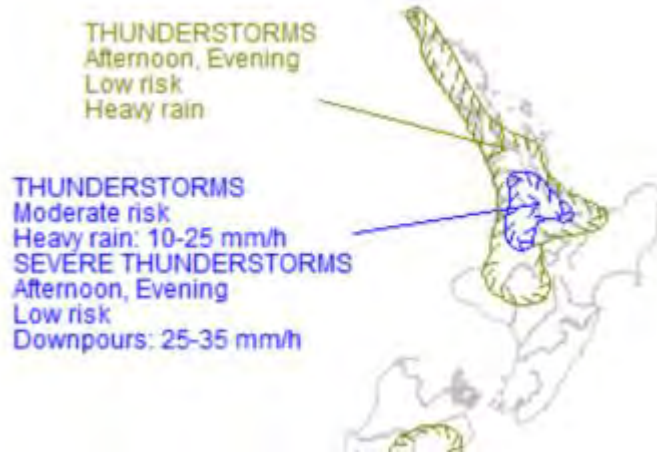 THUNDERSTORMS
Afternoon, Evening
Low risk
Heavy rain
THUNDERSTORMS
Moderate risk
Heavy rain: 10-25 mm/h
SEVERE THUNDERSTORMS
Afternoon, Evening
Low risk
Downpours: 25-35 mm/h